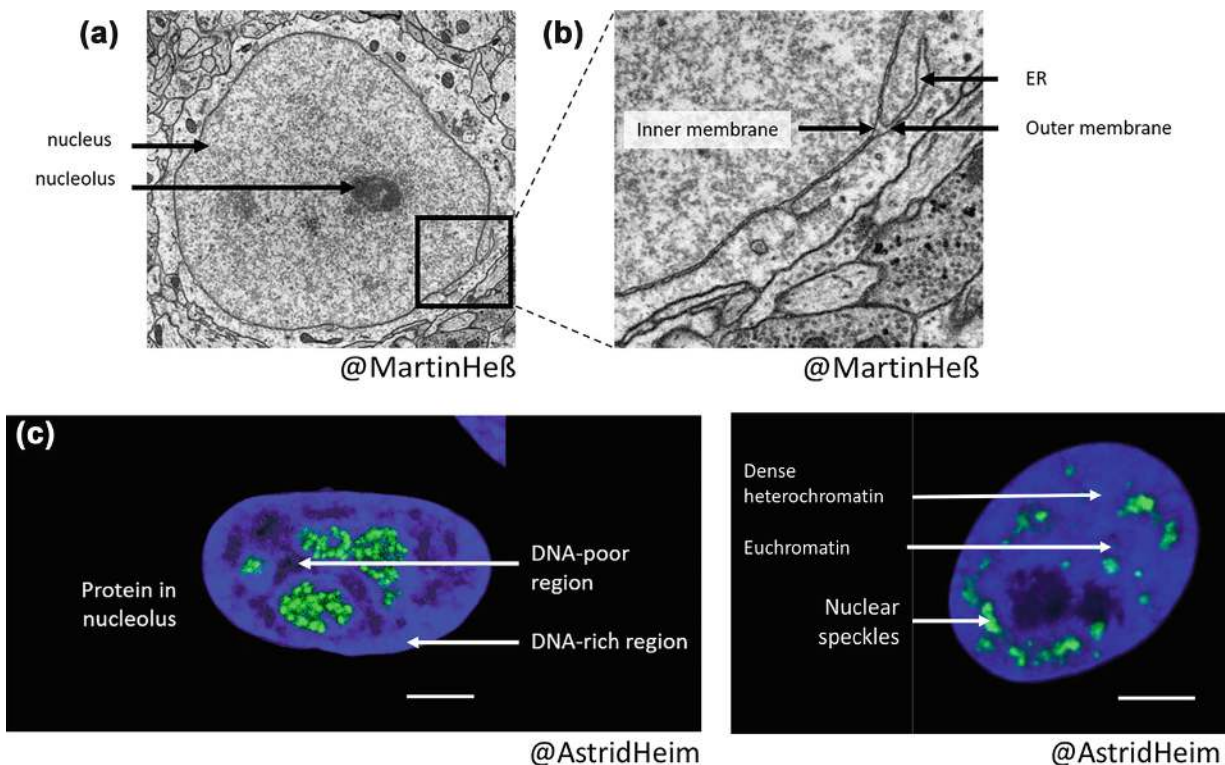 (a)
(b)
nucleus
nucleolus
Inner membrane
ER
Outer membrane
@MartinHeß
@MartinHeß
(c)
Protein in
nucleolus
DNA-poor
region
DNA-rich region
@AstridHeim
Dense
heterochromatin
Euchromatin
Nuclear
speckles
@AstridHeim